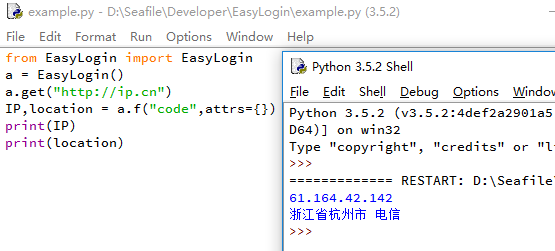 example.py - D:\Seafile\Developer\EasyLogin\example.py (3.5.2)
File Edit Format Run Options Window Help
from EasyLogin import EasyLogin
a = EasyLogin()
a.get("http://ip.cn")
IP,location = a.f("code",attrs={})
print(IP)
print(location)
Python 3.5.2 Shell
File Edit Shell Debug Options Window
Python 3.5.2 (v3.5.2:4def2a2901a5
D64)] on win32
Type "copyright", "credits" or "l
>>>
============= RESTART: D:\Seafile
61.164.42.142
浙江省杭州市 电信
>>>